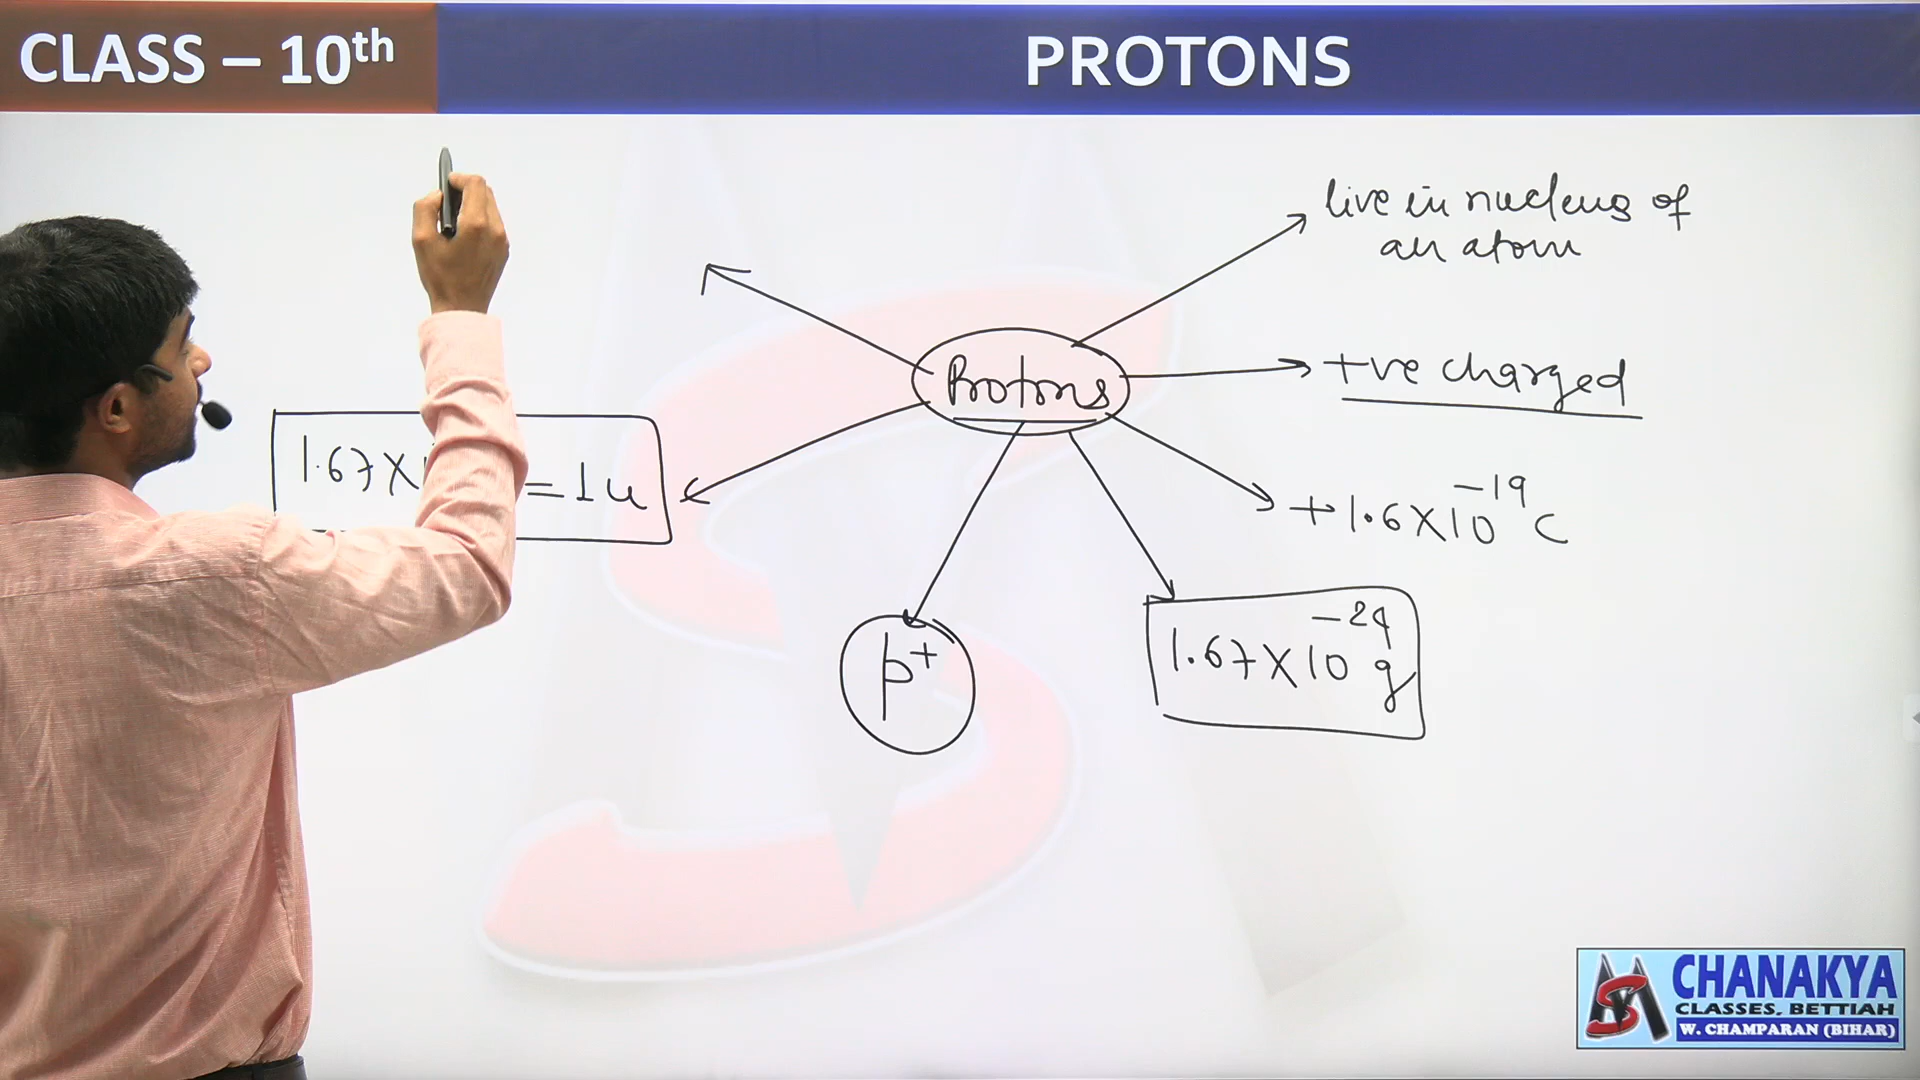 CLASS – 10th
PROTONS
live in nucleus of
an atom
Protons
+ve charged
1.67 X = 1 u
+ 1.6 X 10^-19 C
p+
1.67 X 10^-24 g
CHANAKYA
CLASSES, BETTIAH
W. CHAMPARAN (BIHAR)